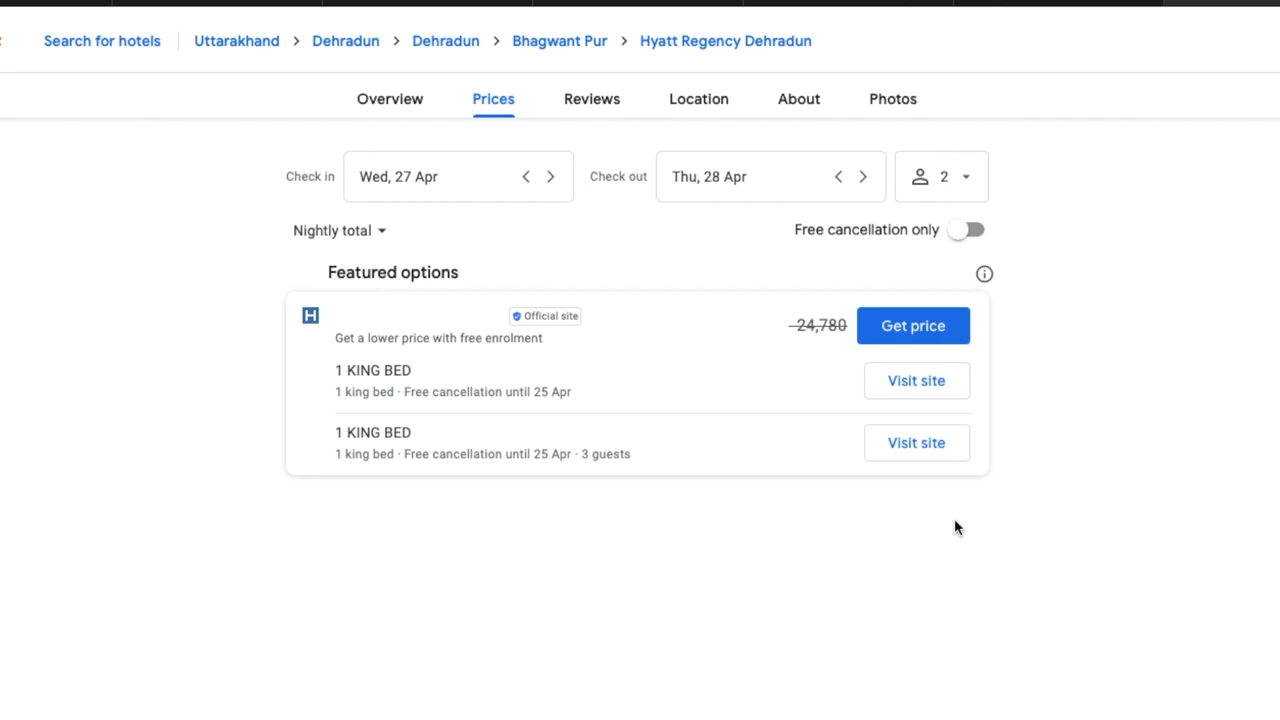 Search for hotels Uttarakhand > Dehradun > Dehradun > Bhagwant Pur > Hyatt Regency Dehradun
Overview Prices Reviews Location About Photos
Check in Wed, 27 Apr Check out Thu, 28 Apr 2
Nightly total Free cancellation only
Featured options
H Official site
24,780 Get price
Get a lower price with free enrolment
1 KING BED
1 king bed · Free cancellation until 25 Apr
Visit site
1 KING BED
1 king bed · Free cancellation until 25 Apr · 3 guests
Visit site